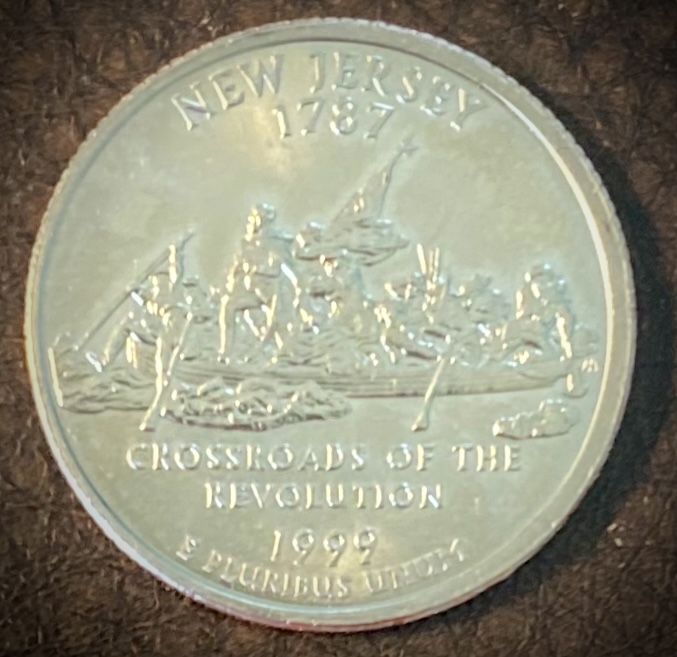 NEW JERSEY
1787
CROSSROADS OF THE
REVOLUTION
1999
E PLURIBUS UNUM